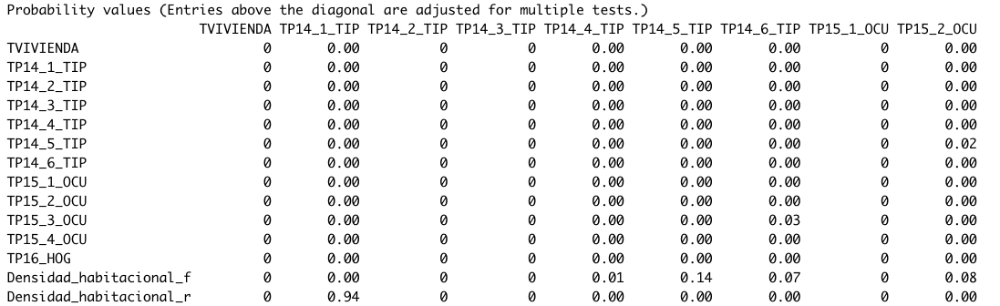 Probability values (Entries above the diagonal are adjusted for multiple tests.)
TVIVIENDA TP14_1_TIP TP14_2_TIP TP14_3_TIP TP14_4_TIP TP14_5_TIP TP14_6_TIP TP15_1_OCU TP15_2_OCU
TVIVIENDA 0 0.00 0 0 0.00 0.00 0.00 0 0.00
TP14_1_TIP 0 0.00 0 0 0.00 0.00 0.00 0 0.00
TP14_2_TIP 0 0.00 0 0 0.00 0.00 0.00 0 0.00
TP14_3_TIP 0 0.00 0 0 0.00 0.00 0.00 0 0.00
TP14_4_TIP 0 0.00 0 0 0.00 0.00 0.00 0 0.00
TP14_5_TIP 0 0.00 0 0 0.00 0.00 0.00 0 0.02
TP14_6_TIP 0 0.00 0 0 0.00 0.00 0.00 0 0.00
TP15_1_OCU 0 0.00 0 0 0.00 0.00 0.00 0 0.00
TP15_2_OCU 0 0.00 0 0 0.00 0.00 0.00 0 0.00
TP15_3_OCU 0 0.00 0 0 0.00 0.00 0.03 0 0.00
TP15_4_OCU 0 0.00 0 0 0.00 0.00 0.00 0 0.00
TP16_HOG 0 0.00 0 0 0.00 0.00 0.00 0 0.00
Densidad_habitacional_f 0 0.00 0 0 0.01 0.14 0.07 0 0.08
Densidad_habitacional_r 0 0.94 0 0 0.00 0.00 0.00 0 0.00